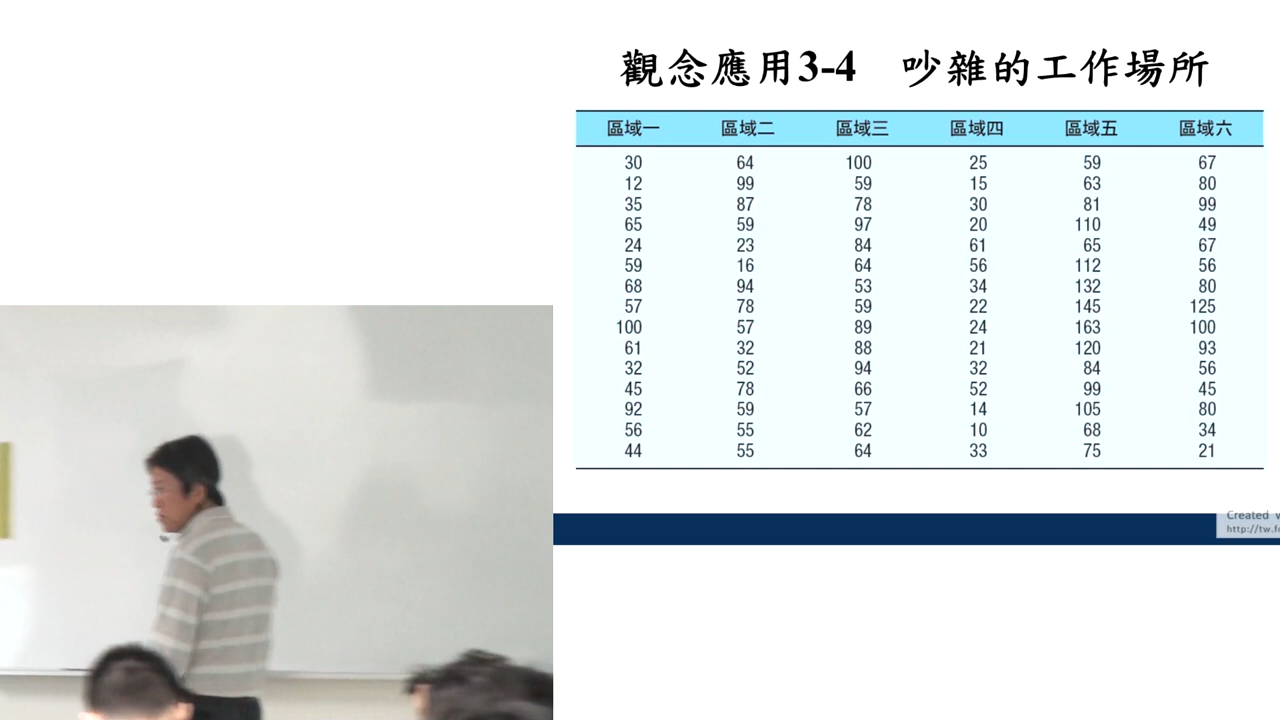 觀念應用3-4 吵雜的工作場所
區域一 區域二 區域三 區域四 區域五 區域六
30 64 100 25 59 67
12 99 59 15 63 80
35 87 78 30 81 99
65 59 97 20 110 49
24 23 84 61 65 67
59 16 64 56 112 56
68 94 53 34 132 80
57 78 59 22 145 125
100 57 89 24 163 100
61 32 88 21 120 93
32 52 94 32 84 56
45 78 66 52 99 45
92 59 57 14 105 80
56 55 62 10 68 34
44 55 64 33 75 21
Created
http://tw.f